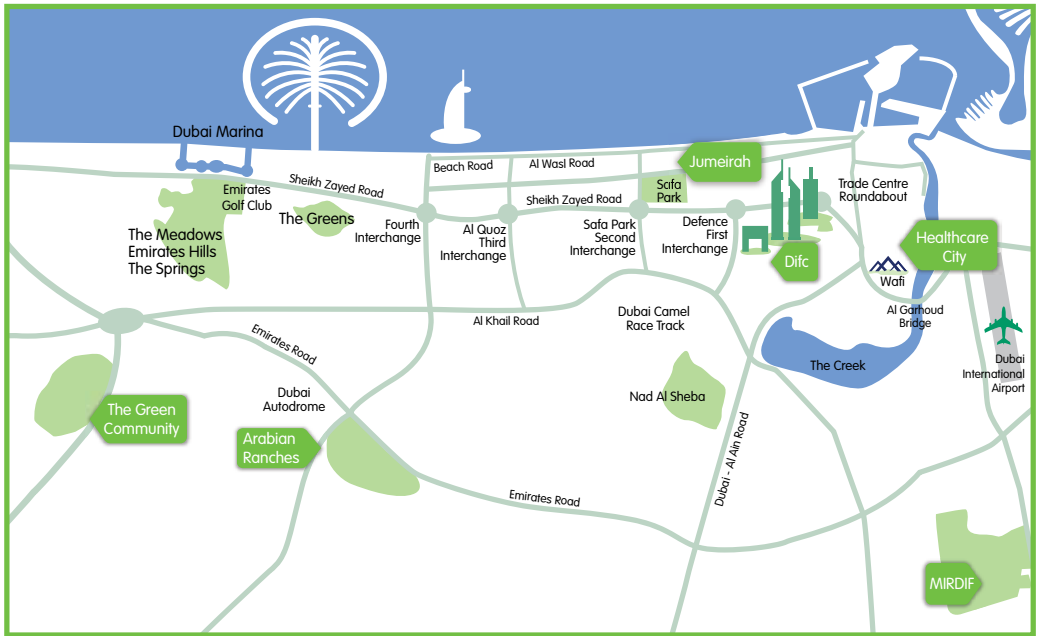 Dubai Marina
Beach Road
Al Wasl Road
Jumeirah
Sheikh Zayed Road
Emirates
Golf Club
The Greens
Sheikh Zayed Road
Safa
Park
Trade Centre
Roundabout
Fourth
Interchange
Al Quoz
Third
Interchange
Safa Park
Second
Interchange
Defence
First
Interchange
The Meadows
Emirates Hills
The Springs
Healthcare
City
Difc
Wafi
Al Khail Road
Dubai Camel
Race Track
Al Garhoud
Bridge
Emirates Road
The Creek
Dubai
International
Airport
Dubai
Autodrome
Nad Al Sheba
The Green
Community
Arabian
Ranches
Dubai - Al Ain Road
Emirates Road
MIRDIF